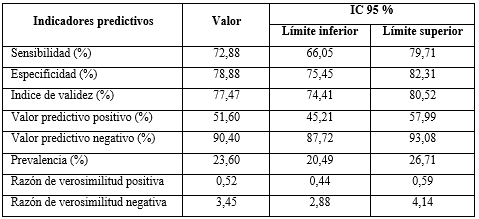 Indicadores predictivos Valor IC 95 %
Límite inferior Límite superior
Sensibilidad (%) 72,88 66,05 79,71
Especificidad (%) 78,88 75,45 82,31
Indice de validez (%) 77,47 74,41 80,52
Valor predictivo positivo (%) 51,60 45,21 57,99
Valor predictivo negativo (%) 90,40 87,72 93,08
Prevalencia (%) 23,60 20,49 26,71
Razón de verosimilitud positiva 0,52 0,44 0,59
Razón de verosimilitud negativa 3,45 2,88 4,14